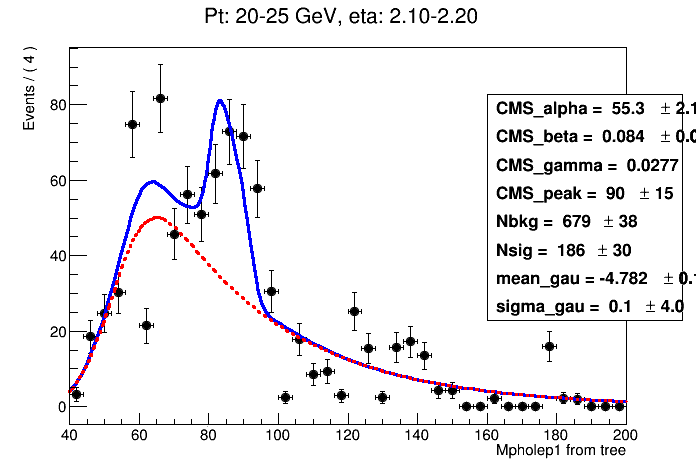 Pt: 20-25 GeV, eta: 2.10-2.20
Events / ( 4 )
80
60
40
20
0
CMS_alpha = 55.3 ± 2.1
CMS_beta = 0.084 ± 0.0
CMS_gamma = 0.0277
CMS_peak = 90 ± 15
Nbkg = 679 ± 38
Nsig = 186 ± 30
mean_gau = -4.782 ± 0.1
sigma_gau = 0.1 ± 4.0
40 60 80 100 120 140 160 180 200
Mpholep1 from tree